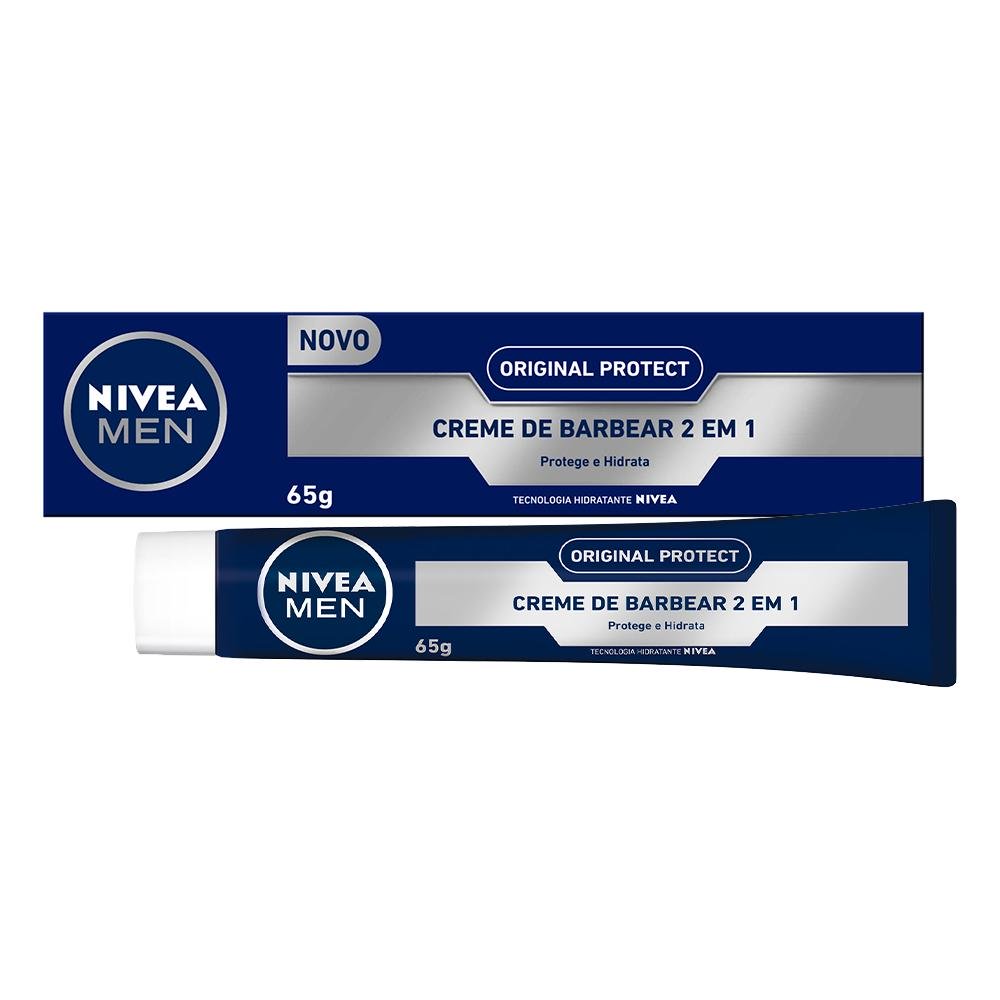 NOVO
NIVEA
MEN
ORIGINAL PROTECT
CREME DE BARBEAR 2 EM 1
Protege e Hidrata
65g
TECNOLOGIA HIDRATANTE NIVEA
NIVEA
MEN
ORIGINAL PROTECT
CREME DE BARBEAR 2 EM 1
Protege e Hidrata
65g
TECNOLOGIA HIDRATANTE NIVEA